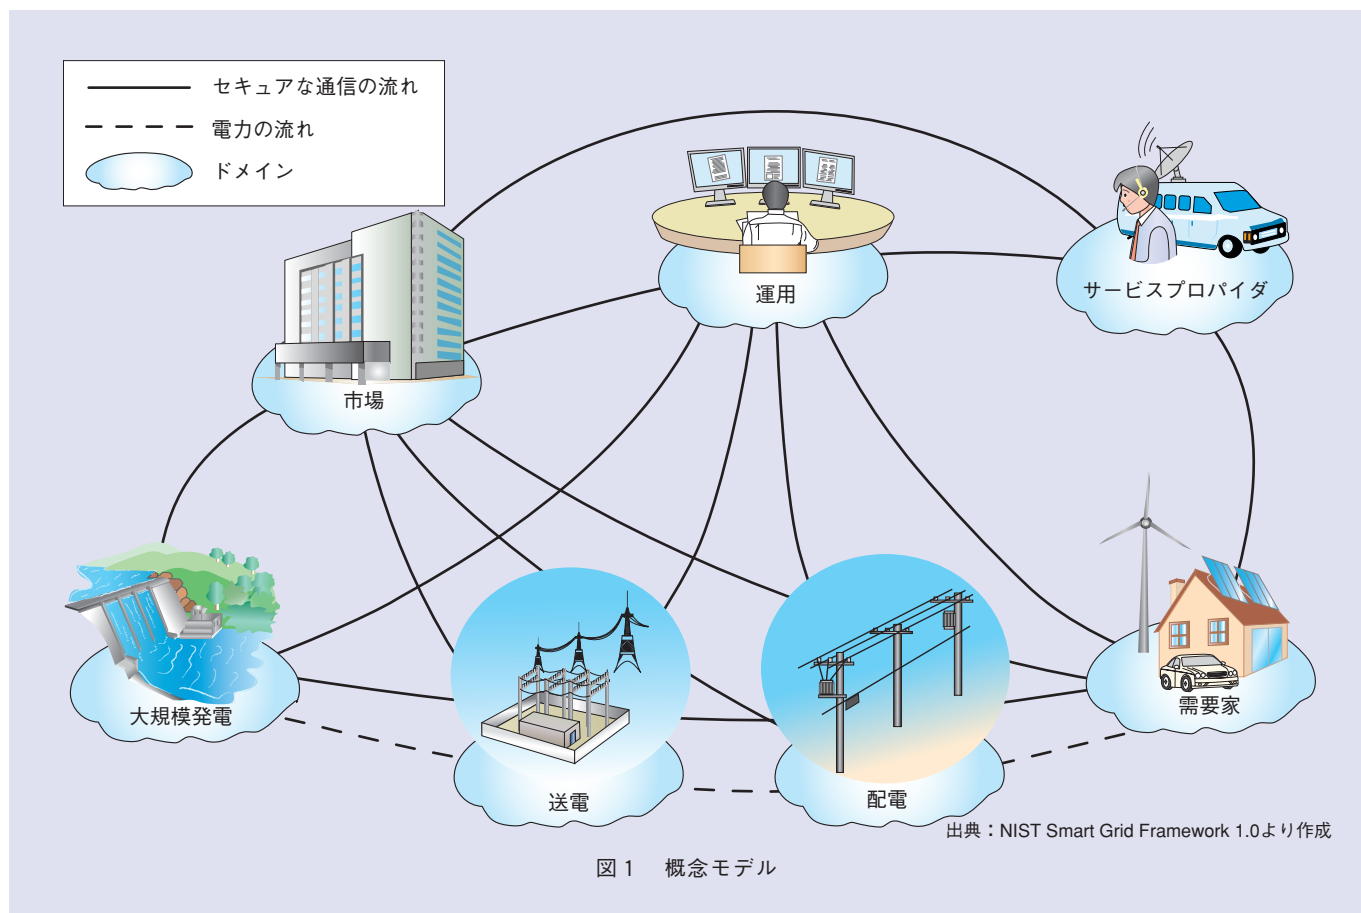 セキュアな通信の流れ
電力の流れ
ドメイン
運用
サービスプロバイダ
市場
大規模発電
需要家
送電
配電
出典：NIST Smart Grid Framework 1.0より作成
図1 概念モデル